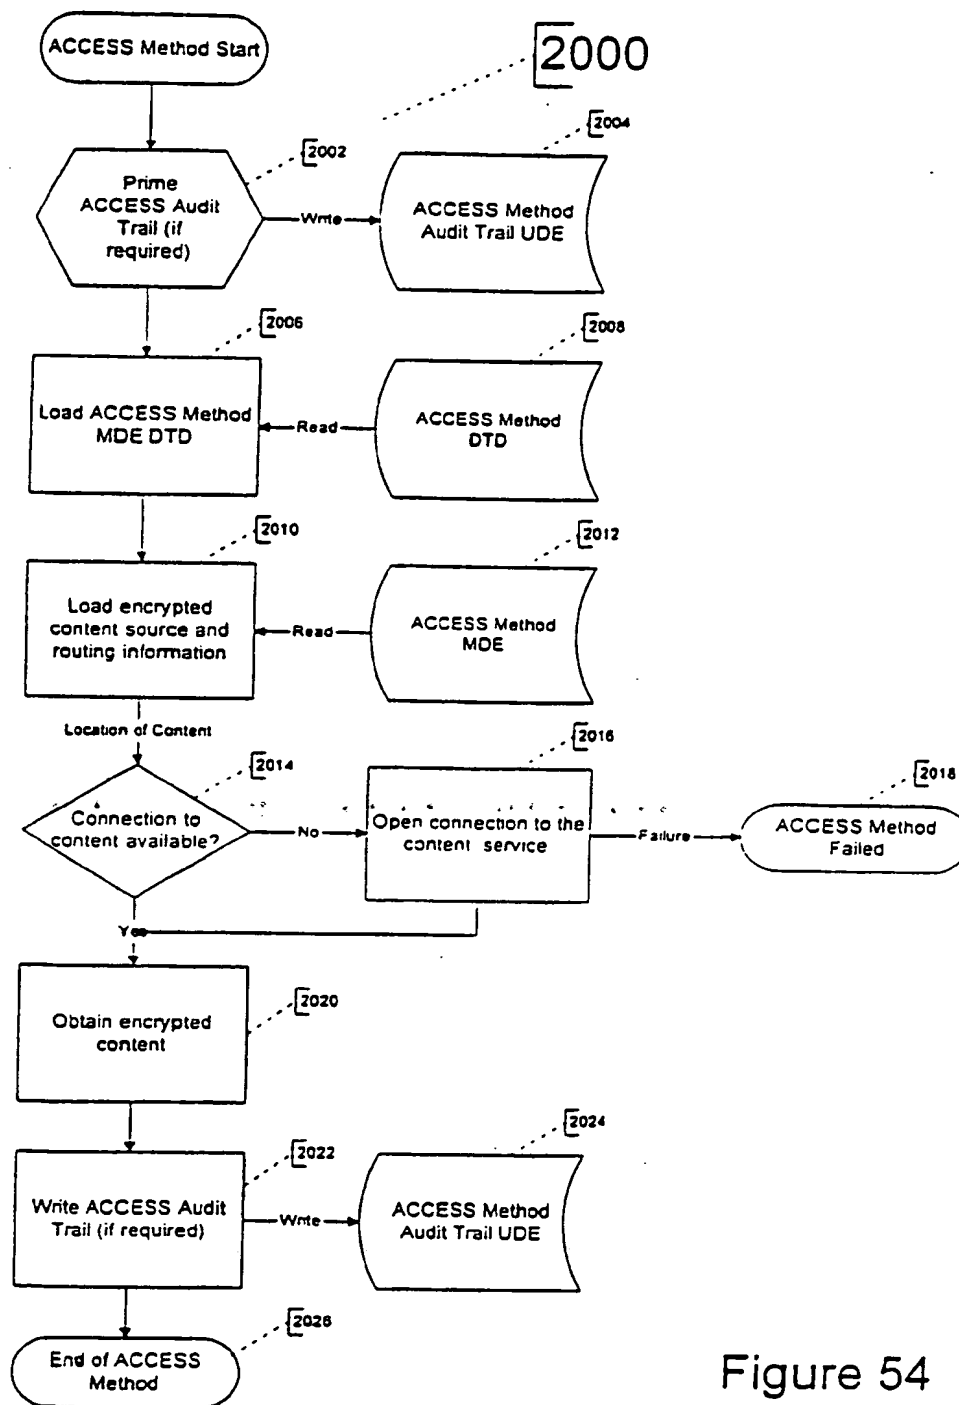 ACCESS Method Start
2000
2002
2004
Prime
ACCESS Audit
Trail (if
required)
Write
ACCESS Method
Audit Trail UDE
2006
2008
Load ACCESS Method
MDE DTD
Read
ACCESS Method
DTD
2010
2012
Load encrypted
content source and
routing information
Read
ACCESS Method
MDE
Location of Content
2014
2016
2018
Connection to
content available?
No
Open connection to the
content service
Failure
ACCESS Method
Failed
Yes
2020
Obtain encrypted
content
2022
2024
Write ACCESS Audit
Trail (if required)
Write
ACCESS Method
Audit Trail UDE
2026
End of ACCESS
Method
Figure 54